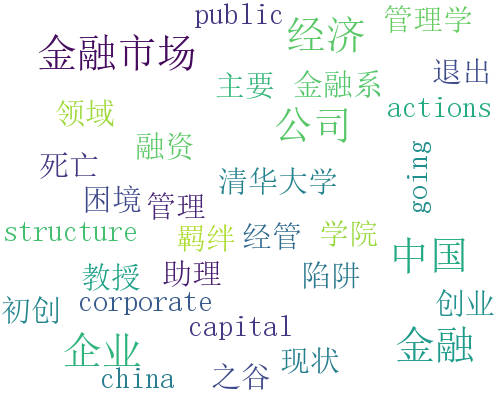 public
经济
管理学
金融市场
主要
金融系
退出
领域
公司
actions
融资
死亡
清华大学
going
困境
管理
structure
羁绊
经管
学院
中国
教授
助理
陷阱
初创
corporate
创业
capital
企业
金融
china
之谷
现状